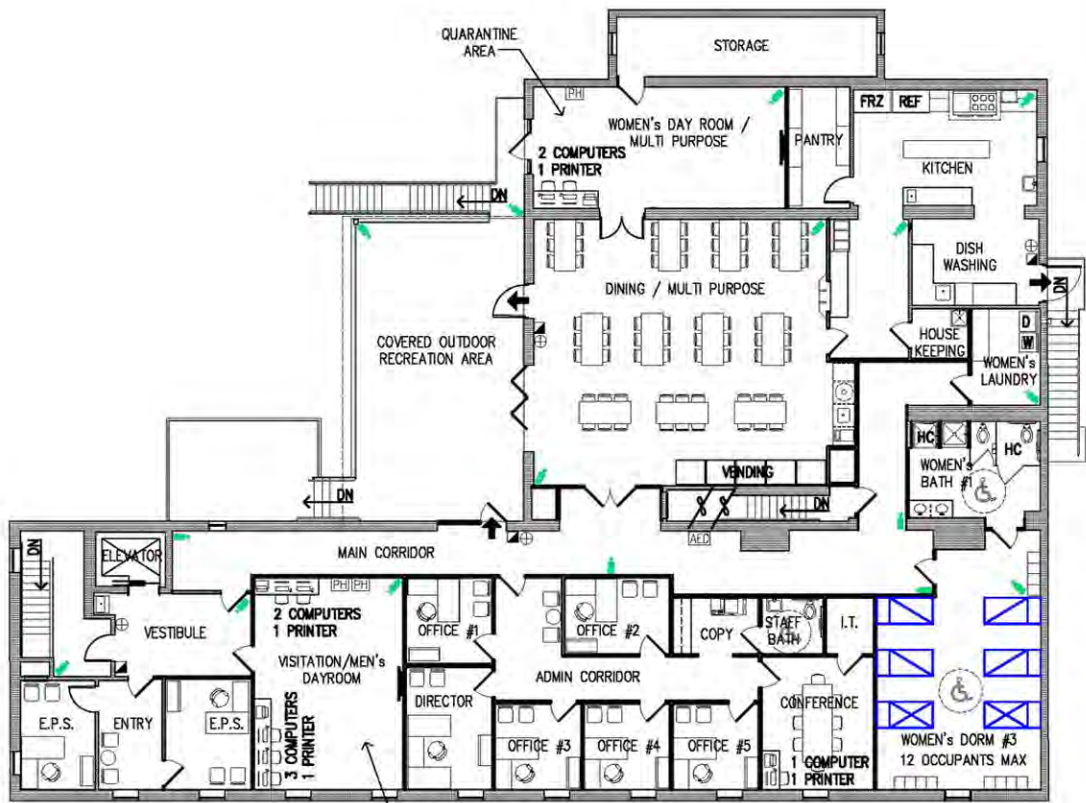 QUARANTINE
AREA
STORAGE
PH
WOMEN's DAY ROOM /
MULTI PURPOSE
2 COMPUTERS
1 PRINTER
PANTRY
FRZ
REF
KITCHEN
DN
DINING / MULTI PURPOSE
DISH
WASHING
DN
COVERED OUTDOOR
RECREATION AREA
HOUSE
KEEPING
D
W
WOMEN's
LAUNDRY
HC
HC
WOMEN's
BATH #1
VENDING
DN
DN
AED
DN
ELEVATOR
MAIN CORRIDOR
VESTIBULE
2 COMPUTERS
1 PRINTER
PH
PH
VISITATION/MEN's
DAYROOM
3 COMPUTERS
1 PRINTER
OFFICE #1
OFFICE #2
COPY
STAFF
BATH
I.T.
ADMIN CORRIDOR
DIRECTOR
E.P.S.
ENTRY
E.P.S.
OFFICE #3
OFFICE #4
OFFICE #5
CONFERENCE
1 COMPUTER
1 PRINTER
WOMEN's DORM #3
12 OCCUPANTS MAX